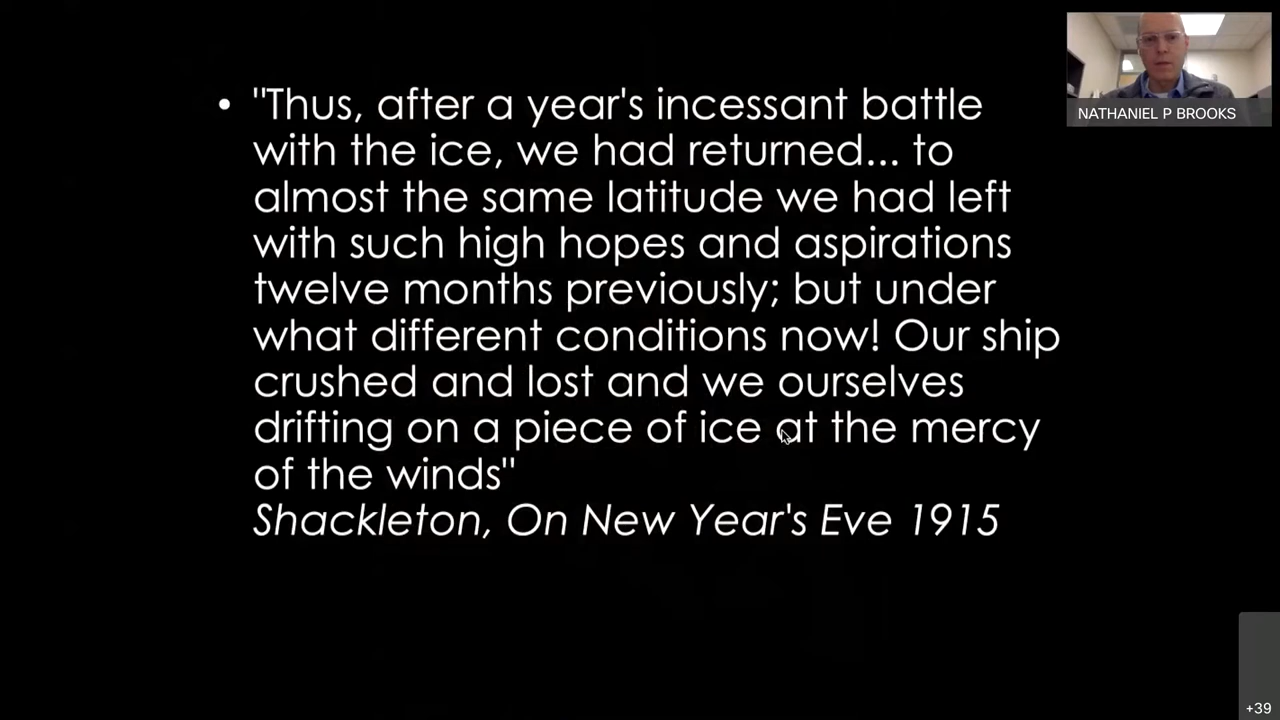 • "Thus, after a year's incessant battle
with the ice, we had returned... to
almost the same latitude we had left
with such high hopes and aspirations
twelve months previously; but under
what different conditions now! Our ship
crushed and lost and we ourselves
drifting on a piece of ice at the mercy
of the winds"
Shackleton, On New Year's Eve 1915
NATHANIEL P BROOKS
+39